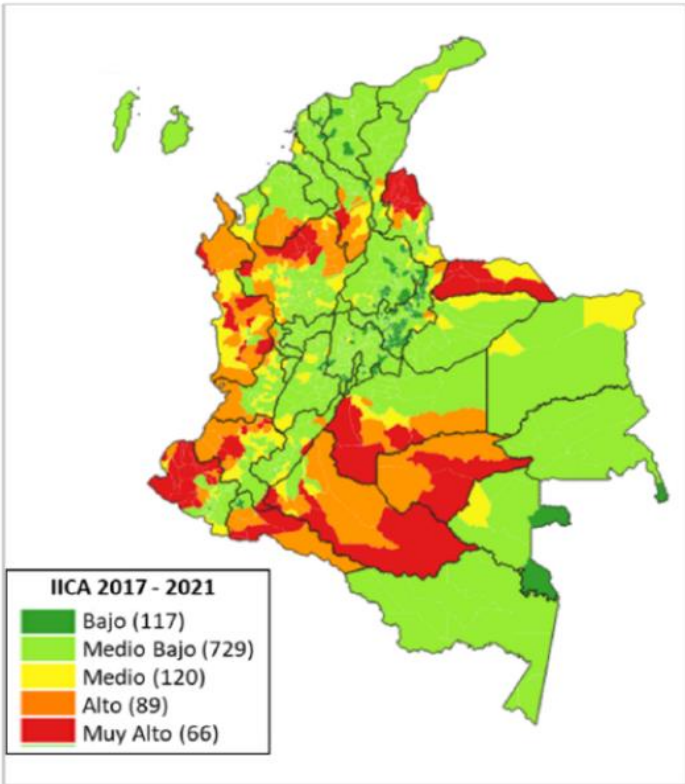 IICA 2017 - 2021
Bajo (117)
Medio Bajo (729)
Medio (120)
Alto (89)
Muy Alto (66)